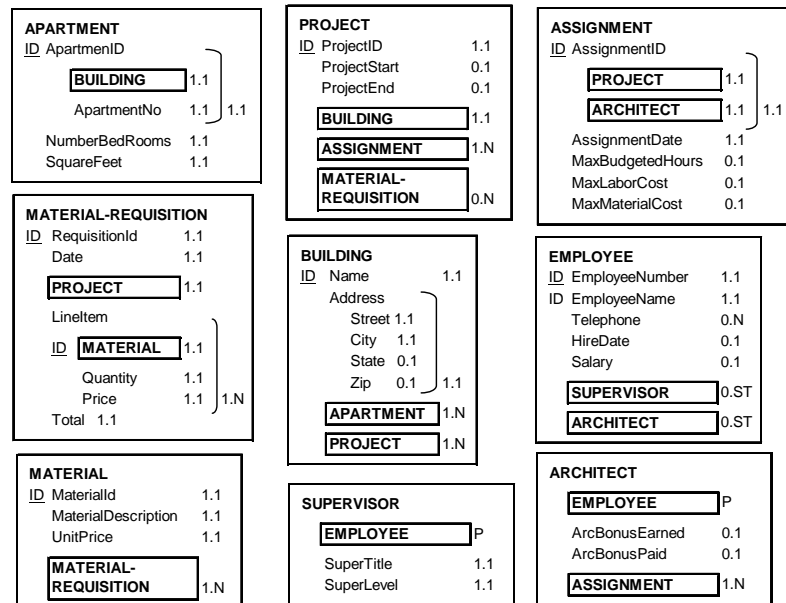 APARTMENT
ID ApartmenID
BUILDING 1.1
ApartmentNo 1.1 1.1
NumberBedRooms 1.1
SquareFeet 1.1
PROJECT
ID ProjectID 1.1
ProjectStart 0.1
ProjectEnd 0.1
BUILDING 1.1
ASSIGNMENT 1.N
MATERIAL-
REQUISITION 0.N
ASSIGNMENT
ID AssignmentID
PROJECT 1.1
ARCHITECT 1.1 1.1
AssignmentDate 1.1
MaxBudgetedHours 0.1
MaxLaborCost 0.1
MaxMaterialCost 0.1
MATERIAL-REQUISITION
ID RequisitionId 1.1
Date 1.1
PROJECT 1.1
LineItem
ID MATERIAL 1.1
Quantity 1.1
Price 1.1 1.N
Total 1.1
BUILDING
ID Name 1.1
Address
Street 1.1
City 1.1
State 0.1
Zip 0.1 1.1
APARTMENT 1.N
PROJECT 1.N
EMPLOYEE
ID EmployeeNumber 1.1
ID EmployeeName 1.1
Telephone 0.N
HireDate 0.1
Salary 0.1
SUPERVISOR 0.ST
ARCHITECT 0.ST
MATERIAL
ID MaterialId 1.1
MaterialDescription 1.1
UnitPrice 1.1
MATERIAL-
REQUISITION 1.N
SUPERVISOR
EMPLOYEE P
SuperTitle 1.1
SuperLevel 1.1
ARCHITECT
EMPLOYEE P
ArcBonusEarned 0.1
ArcBonusPaid 0.1
ASSIGNMENT 1.N